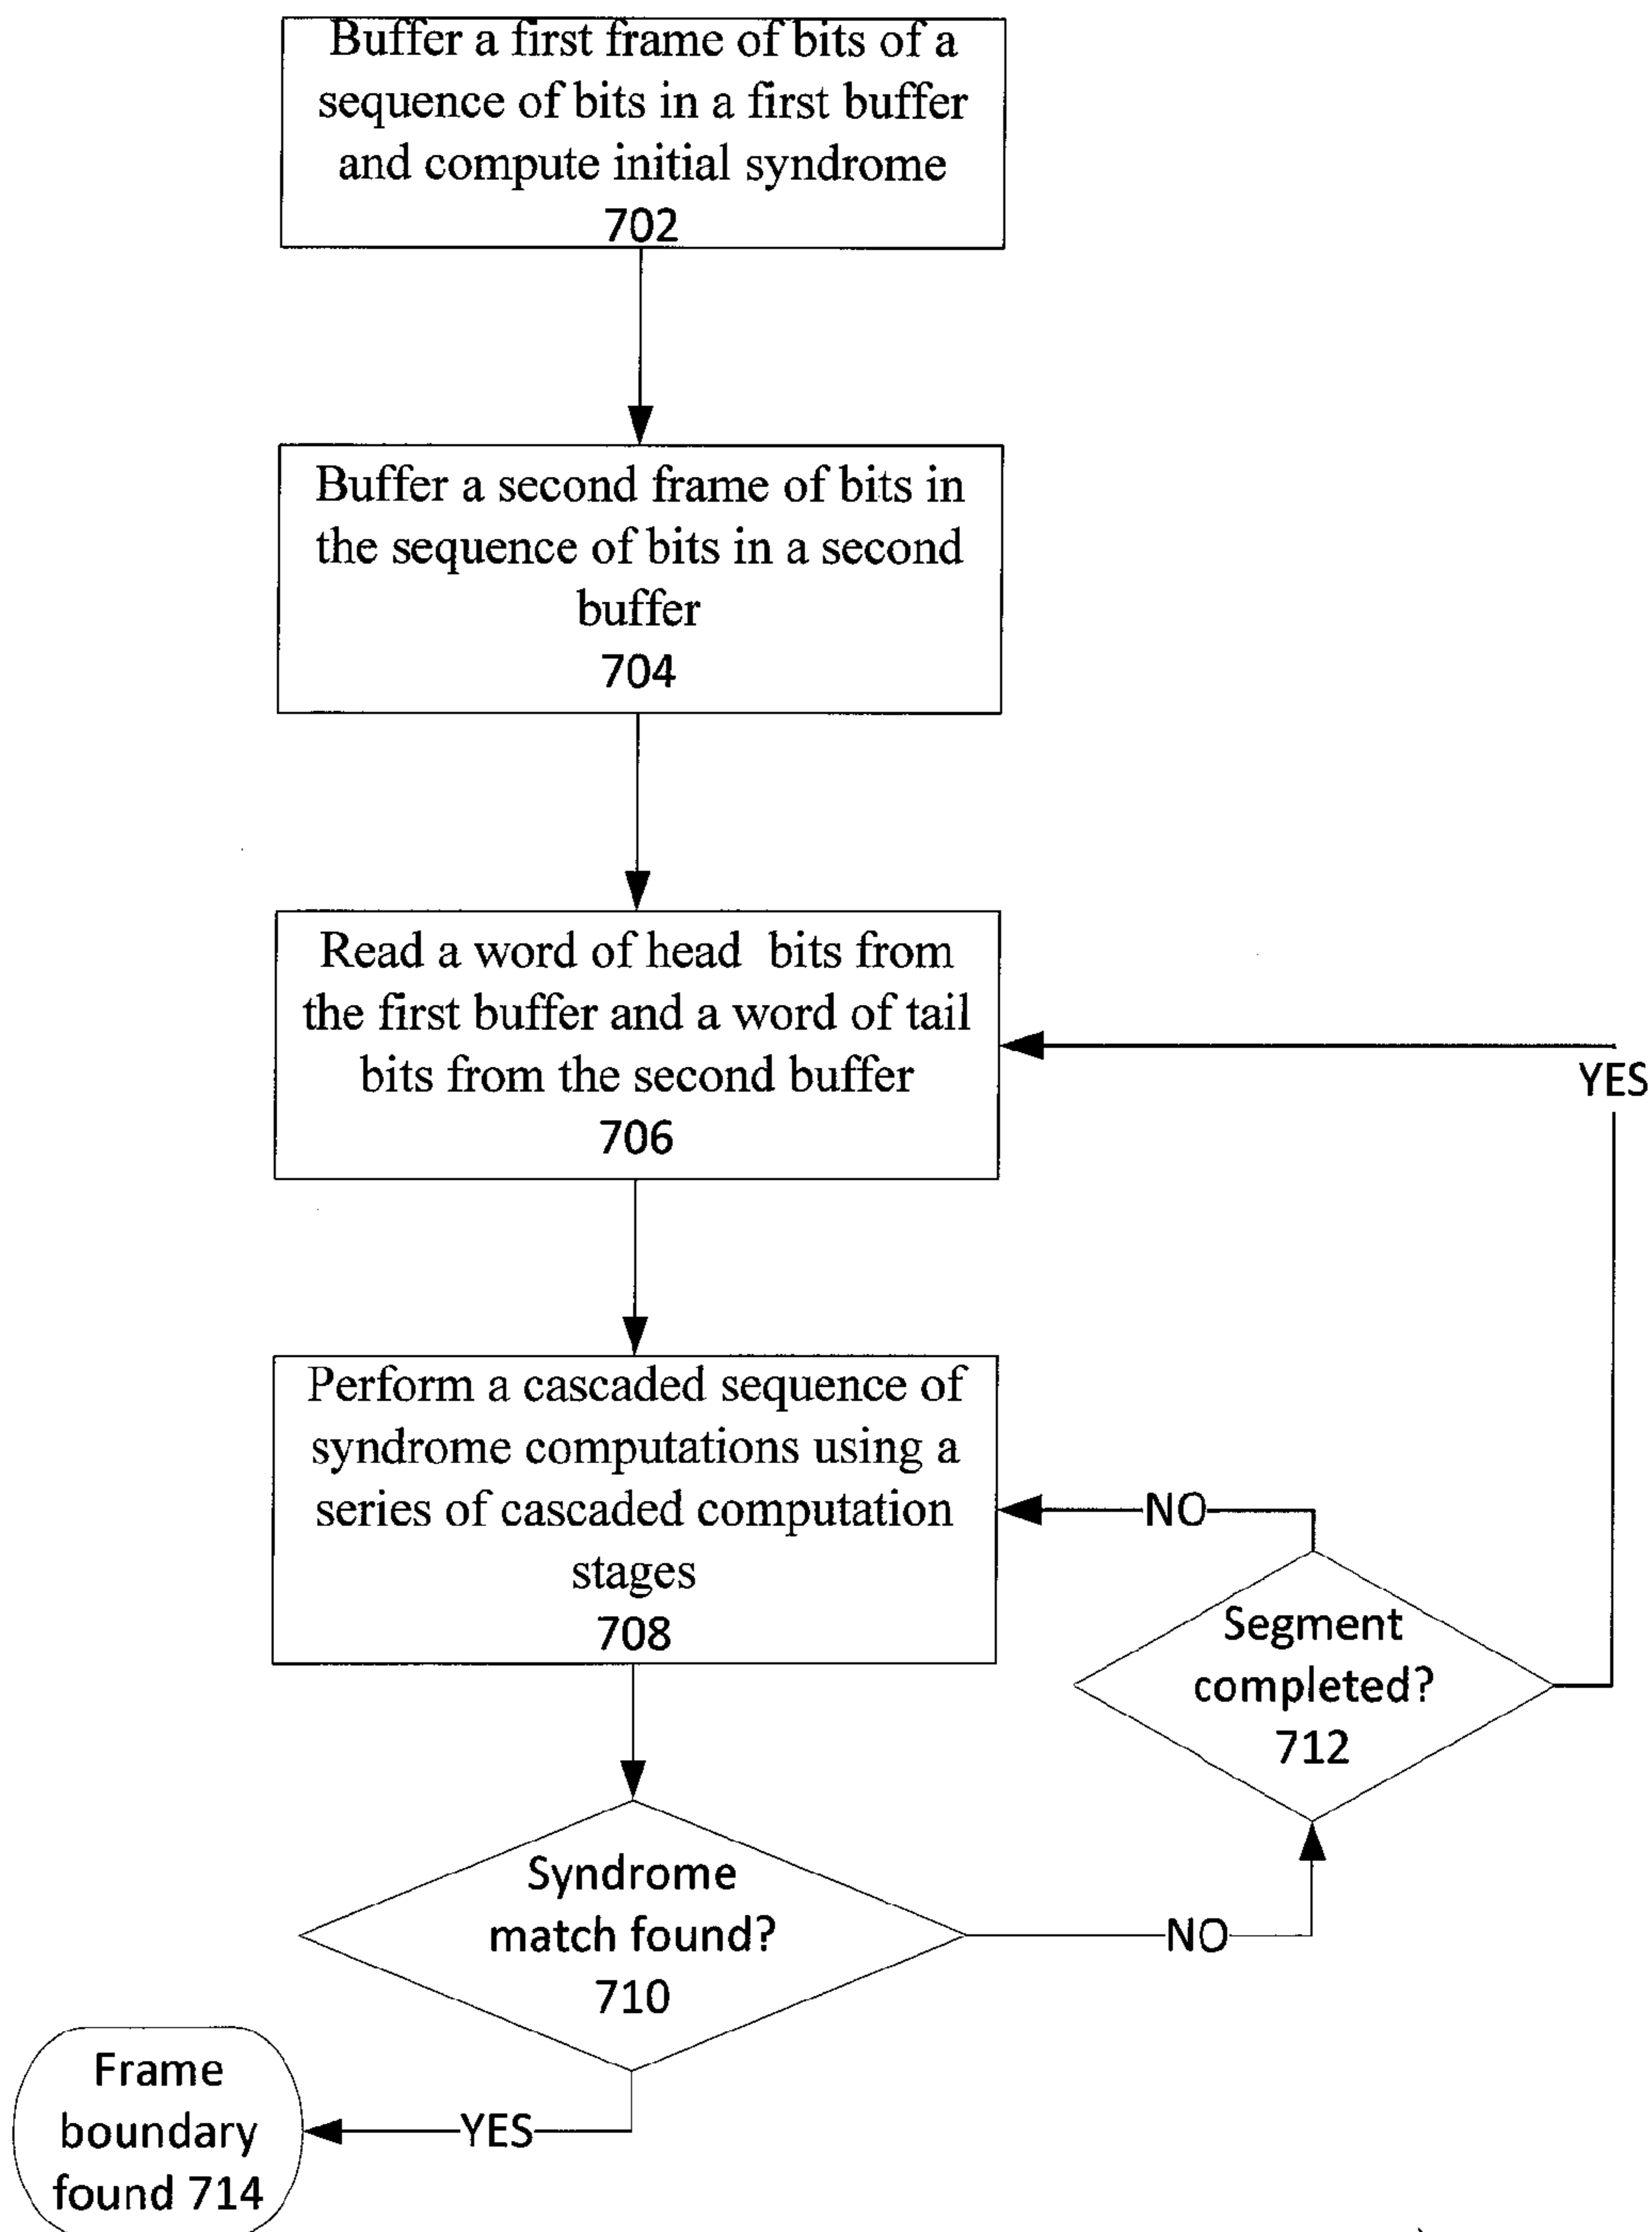 Buffer a first frame of bits of a
sequence of bits in a first buffer
and compute initial syndrome
702
Buffer a second frame of bits in
the sequence of bits in a second
buffer
704
Read a word of head bits from
the first buffer and a word of tail
bits from the second buffer
706
YES
Perform a cascaded sequence of
syndrome computations using a
series of cascaded computation
stages
708
NO
Segment
completed?
712
Syndrome
match found?
710
NO
YES
Frame
boundary
found 714